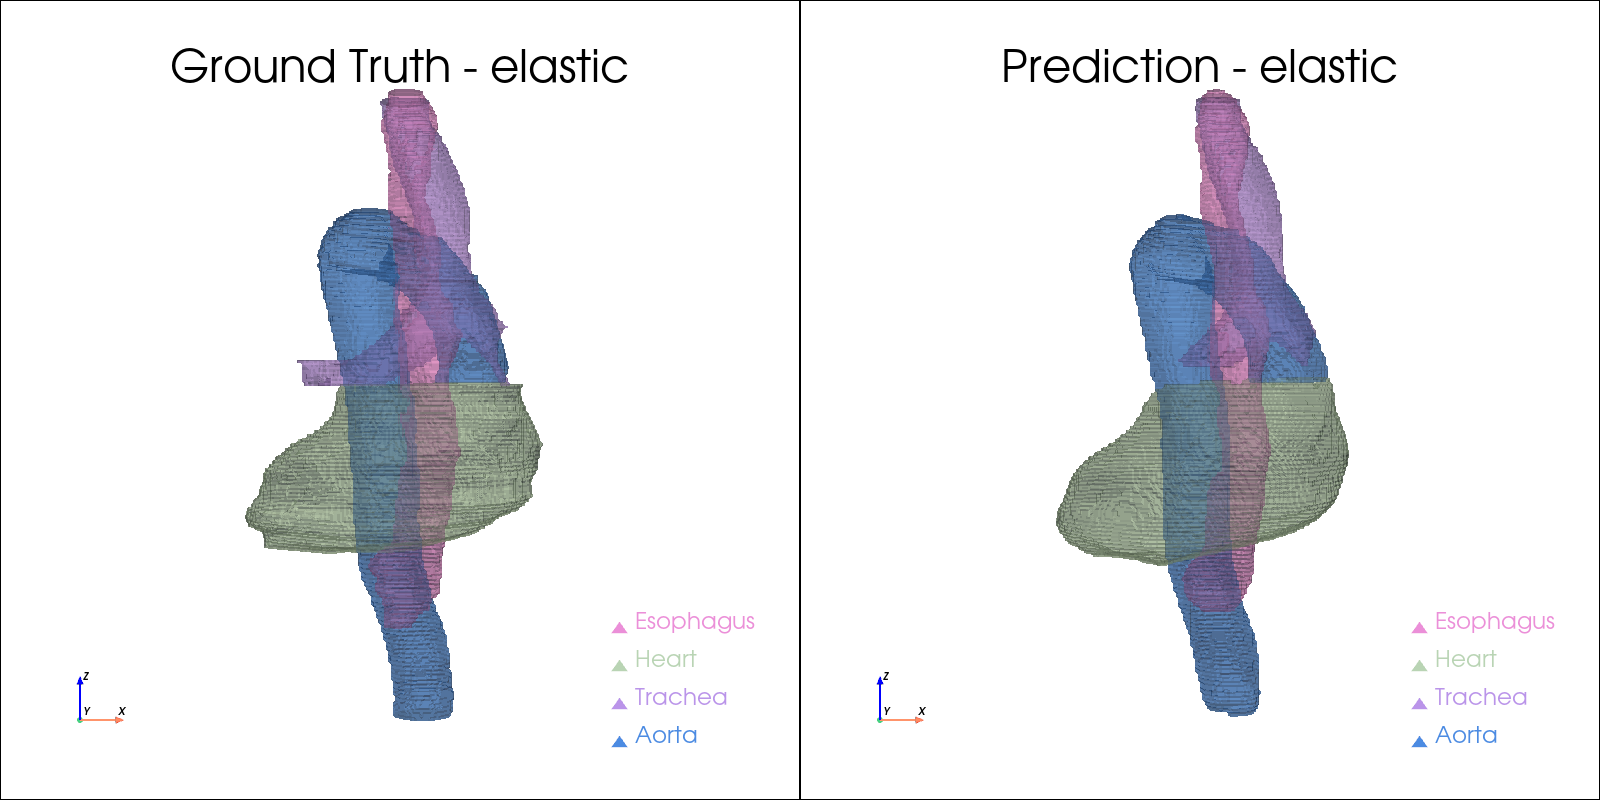 Ground Truth - elastic
Esophagus
Heart
Trachea
Aorta
Z
Y X
Prediction - elastic
Esophagus
Heart
Trachea
Aorta
Z
Y X